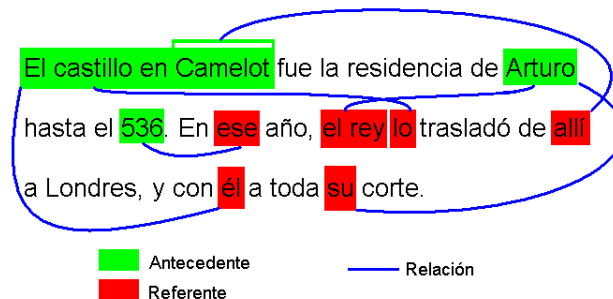 El castillo en Camelot fue la residencia de Arturo
hasta el 536. En ese año, el rey lo trasladó de allí
a Londres, y con él a toda su corte.
Antecedente
Relación
Referente